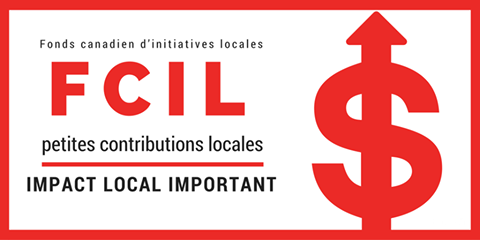 Fonds canadien d'initiatives locales
FCIL
petites contributions locales
IMPACT LOCAL IMPORTANT
$